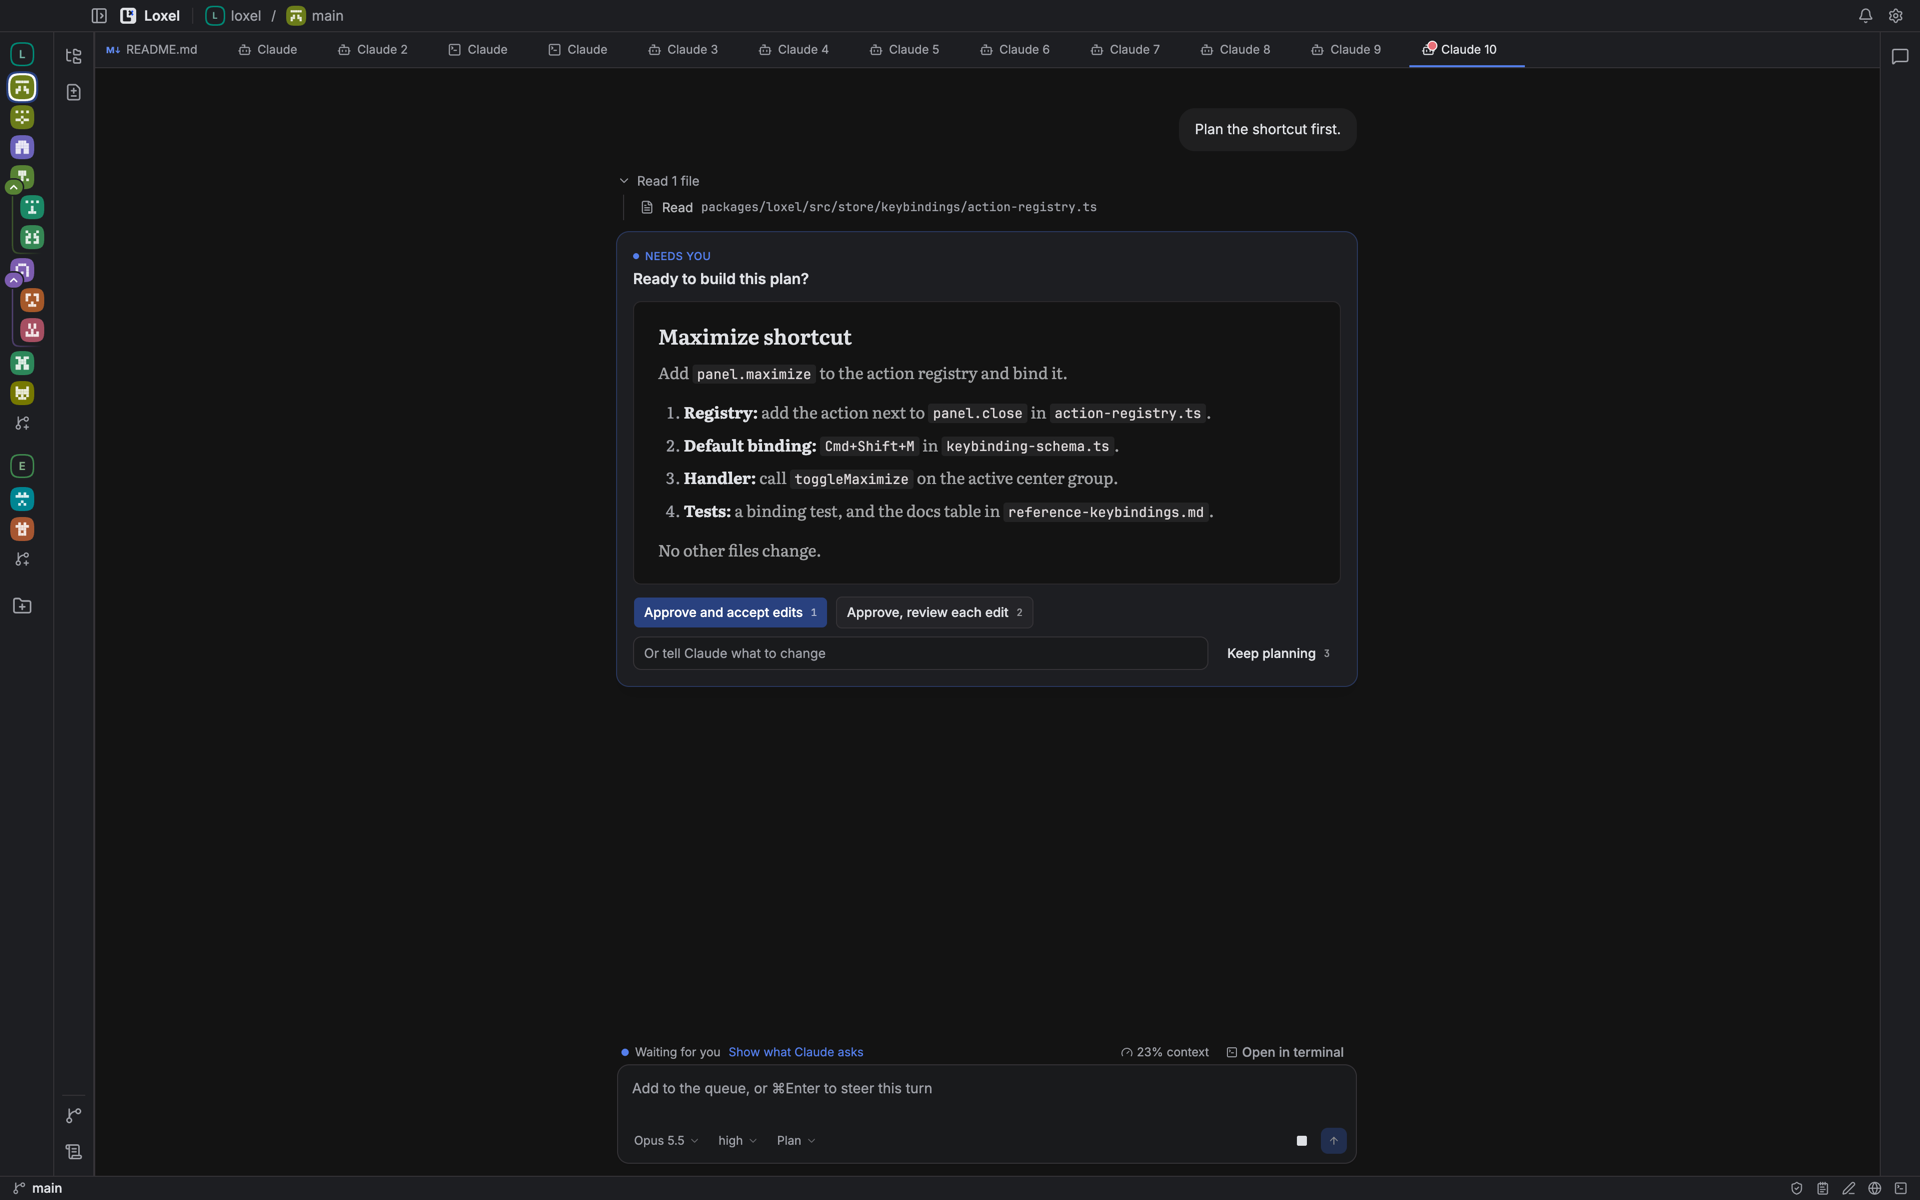 Loxel L loxel / main
L
E
README.md Claude Claude 2 Claude Claude Claude 3 Claude 4 Claude 5 Claude 6 Claude 7 Claude 8 Claude 9 Claude 10
Plan the shortcut first.
Read 1 file
Read packages/loxel/src/store/keybindings/action-registry.ts
NEEDS YOU
Ready to build this plan?
Maximize shortcut
Add panel.maximize to the action registry and bind it.
1. Registry: add the action next to panel.close in action-registry.ts.
2. Default binding: Cmd+Shift+M in keybinding-schema.ts.
3. Handler: call toggleMaximize on the active center group.
4. Tests: a binding test, and the docs table in reference-keybindings.md.
No other files change.
Approve and accept edits 1 Approve, review each edit 2
Or tell Claude what to change Keep planning 3
Waiting for you Show what Claude asks 23% context Open in terminal
Add to the queue, or ⌘Enter to steer this turn
Opus 5.5 high Plan
main